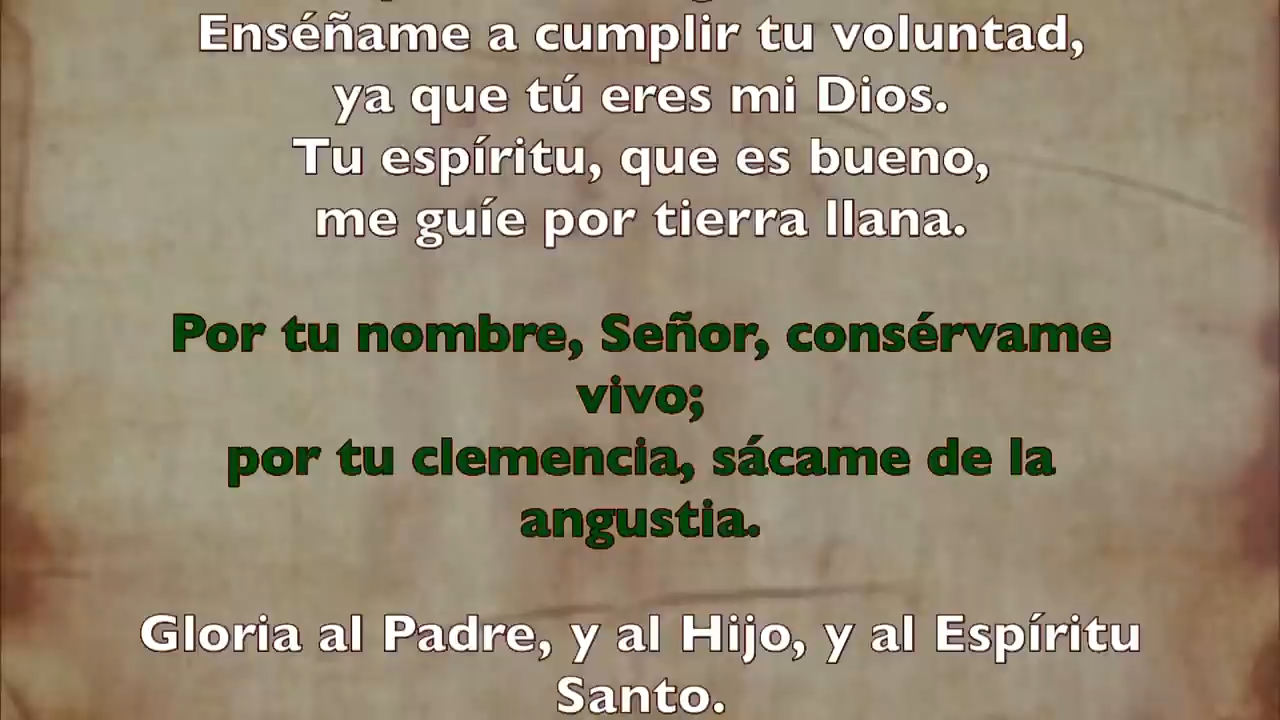 Enséñame a cumplir tu voluntad,
ya que tú eres mi Dios.
Tu espíritu, que es bueno,
me guíe por tierra llana.
Por tu nombre, Señor, consérvame
vivo;
por tu clemencia, sácame de la
angustia.
Gloria al Padre, y al Hijo, y al Espíritu
Santo.